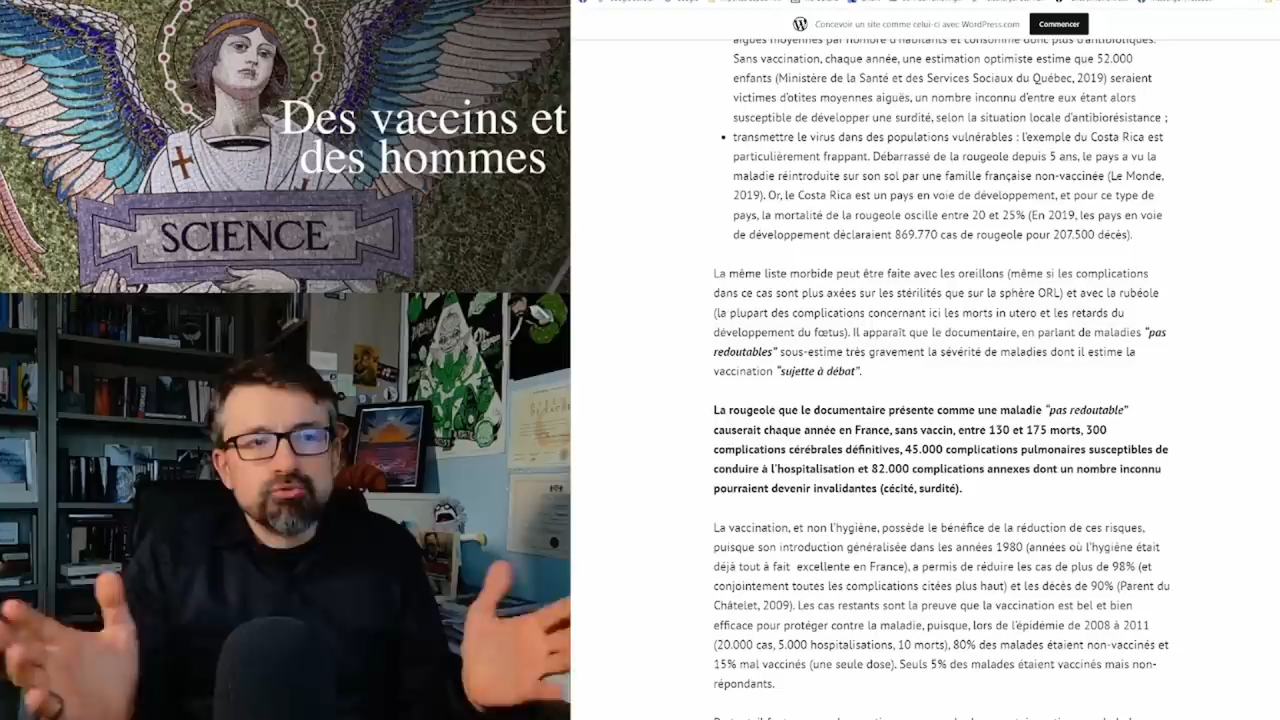 Des vaccins et
des hommes
SCIENCE
Concevoir un site comme celui-ci avec WordPress.com
Commencer
aiguës moyennes par nombre d'habitants et consomme donc plus d'antibiotiques.
Sans vaccination, chaque année, une estimation optimiste estime que 52.000
enfants (Ministère de la Santé et des Services Sociaux du Québec, 2019) seraient
victimes d'otites moyennes aiguës, un nombre inconnu d'entre eux étant alors
susceptible de développer une surdité, selon la situation locale d'antibiorésistance ;
transmettre le virus dans des populations vulnérables : l'exemple du Costa Rica est
particulièrement frappant. Débarrassé de la rougeole depuis 5 ans, le pays a vu la
maladie réintroduite sur son sol par une famille française non-vaccinée (Le Monde,
2019). Or, le Costa Rica est un pays en voie de développement, et pour ce type de
pays, la mortalité de la rougeole oscille entre 20 et 25% (En 2019, les pays en voie
de développement déclaraient 869.770 cas de rougeole pour 207.500 décès).
La même liste morbide peut être faite avec les oreillons (même si les complications
dans ce cas sont plus axées sur les stérilités que sur la sphère ORL) et avec la rubéole
(la plupart des complications concernant ici les morts in utero et les retards du
développement du fœtus). Il apparaît que le documentaire, en parlant de maladies "pas
redoutables" sous-estime très gravement la sévérité de maladies dont il estime la
vaccination "sujette à débat".
La rougeole que le documentaire présente comme une maladie "pas redoutable"
causerait chaque année en France, sans vaccin, entre 130 et 175 morts, 300
complications cérébrales définitives, 45.000 complications pulmonaires susceptibles de
conduire à l'hospitalisation et 82.000 complications annexes dont un nombre inconnu
pourraient devenir invalidantes (cécité, surdité).
La vaccination, et non l'hygiène, possède le bénéfice de la réduction de ces risques,
puisque son introduction généralisée dans les années 1980 (années où l'hygiène était
déjà tout à fait excellente en France), a permis de réduire les cas de plus de 98% (et
conjointement toutes les complications citées plus haut) et les décès de 90% (Parent du
Châtelet, 2009). Les cas restants sont la preuve que la vaccination est bel et bien
efficace pour protéger contre la maladie, puisque, lors de l'épidémie de 2008 à 2011
(20.000 cas, 5.000 hospitalisations, 10 morts), 80% des malades étaient non-vaccinés et
15% mal vaccinés (une seule dose). Seuls 5% des malades étaient vaccinés mais non-
répondants.